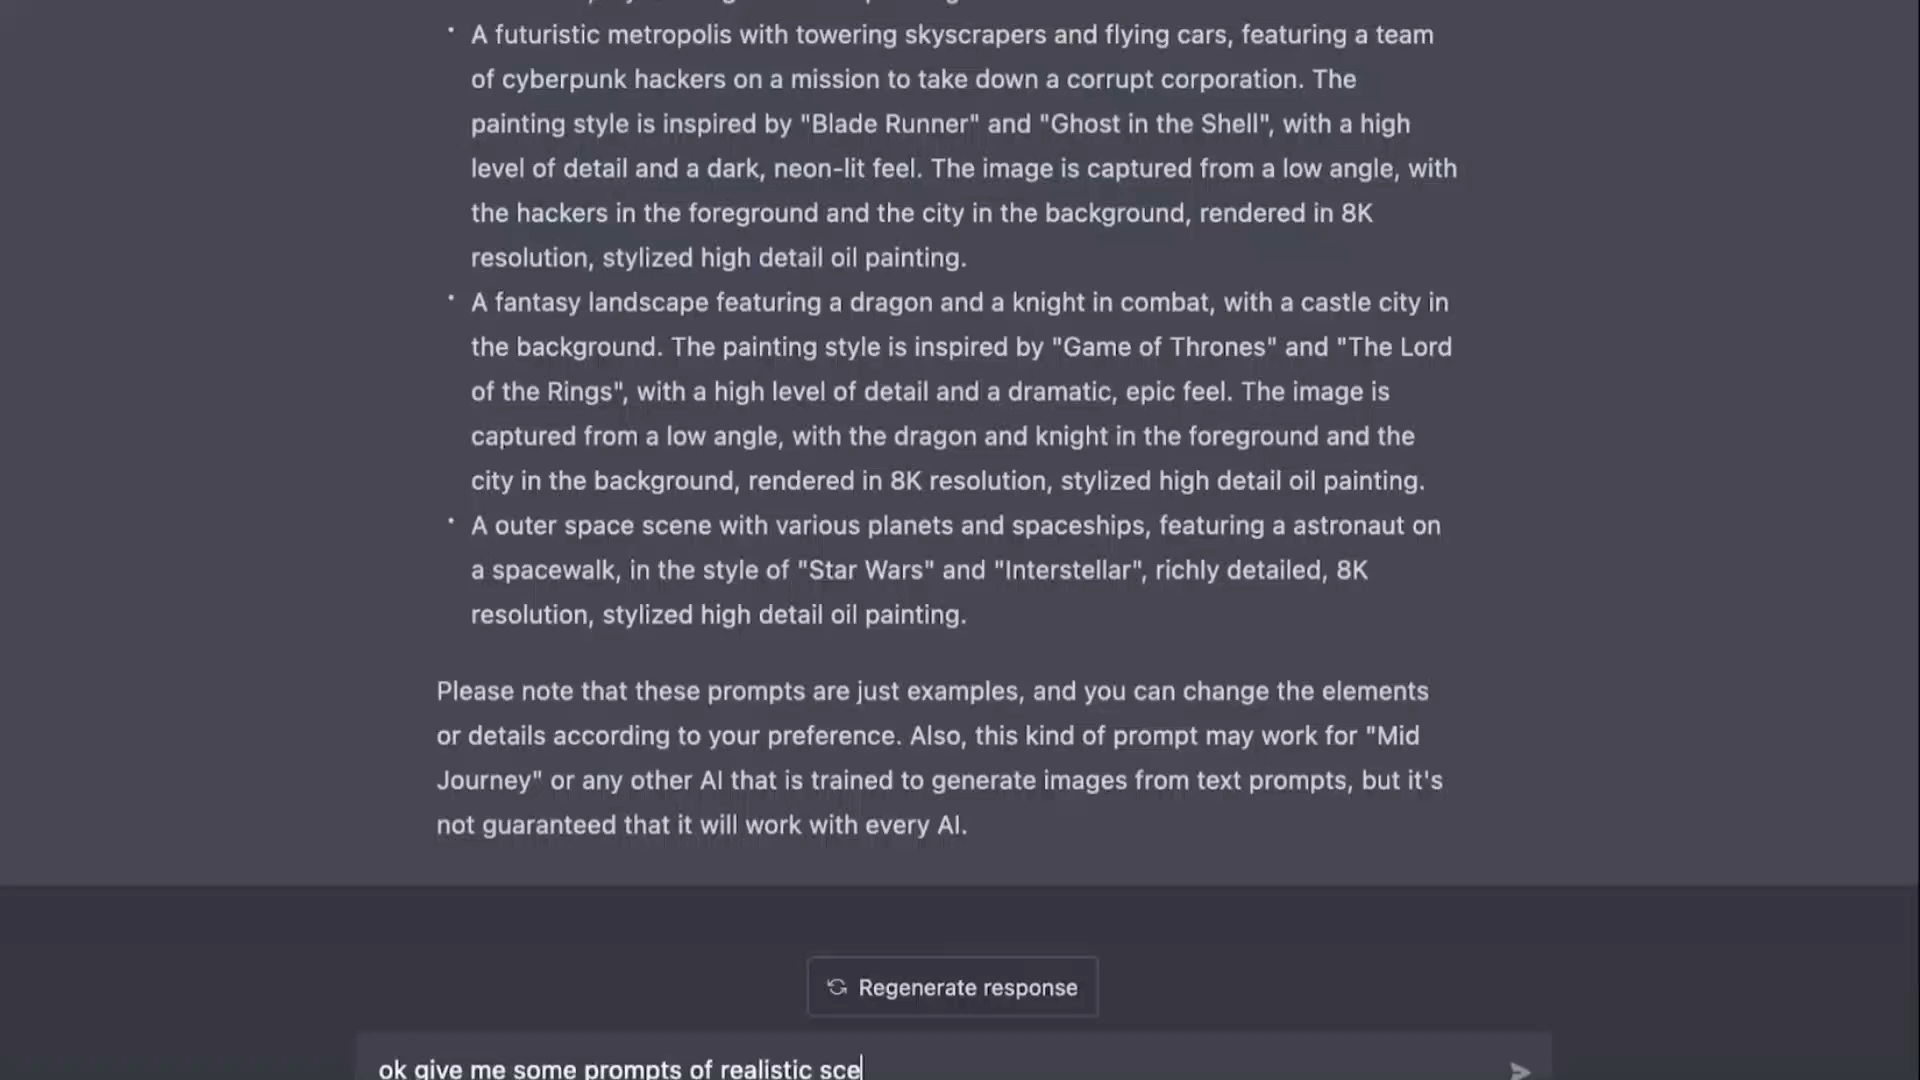 • A futuristic metropolis with towering skyscrapers and flying cars, featuring a team
of cyberpunk hackers on a mission to take down a corrupt corporation. The
painting style is inspired by "Blade Runner" and "Ghost in the Shell", with a high
level of detail and a dark, neon-lit feel. The image is captured from a low angle, with
the hackers in the foreground and the city in the background, rendered in 8K
resolution, stylized high detail oil painting.
• A fantasy landscape featuring a dragon and a knight in combat, with a castle city in
the background. The painting style is inspired by "Game of Thrones" and "The Lord
of the Rings", with a high level of detail and a dramatic, epic feel. The image is
captured from a low angle, with the dragon and knight in the foreground and the
city in the background, rendered in 8K resolution, stylized high detail oil painting.
• A outer space scene with various planets and spaceships, featuring a astronaut on
a spacewalk, in the style of "Star Wars" and "Interstellar", richly detailed, 8K
resolution, stylized high detail oil painting.
Please note that these prompts are just examples, and you can change the elements
or details according to your preference. Also, this kind of prompt may work for "Mid
Journey" or any other AI that is trained to generate images from text prompts, but it's
not guaranteed that it will work with every AI.
Regenerate response
ok give me some prompts of realistic sce